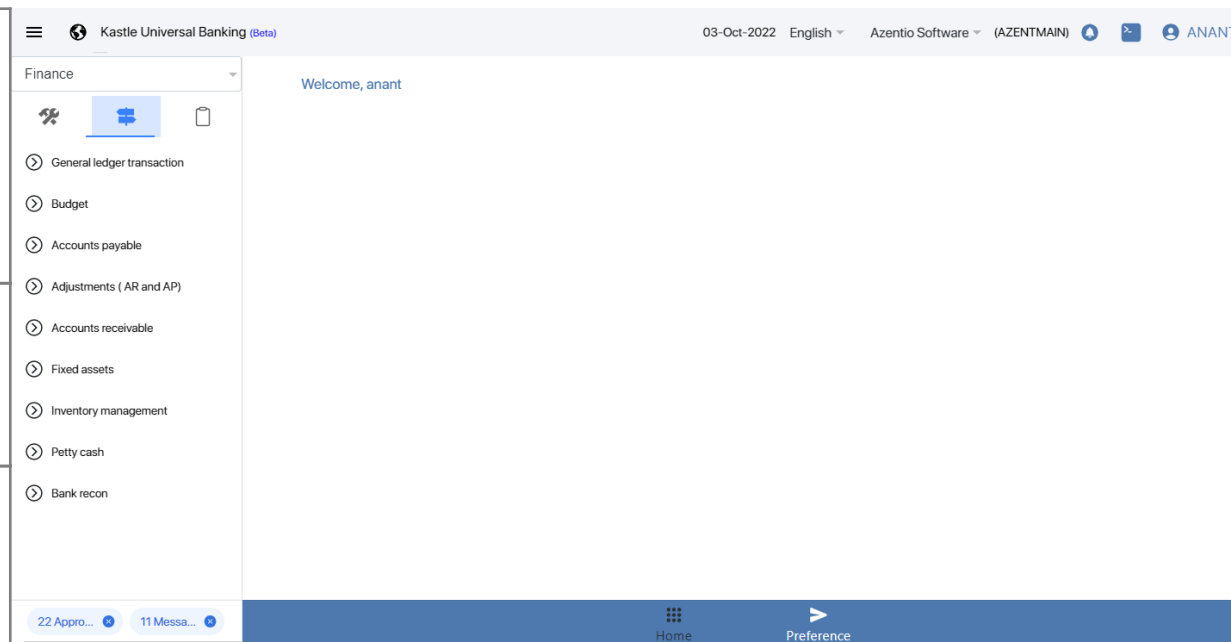 Kastle Universal Banking (Beta)
03-Oct-2022 English Azentio Software (AZENTMAIN) ANANT
Finance
Welcome, anant
General ledger transaction
Budget
Accounts payable
Adjustments ( AR and AP)
Accounts receivable
Fixed assets
Inventory management
Petty cash
Bank recon
22 Appro... 11 Messa...
Home Preference